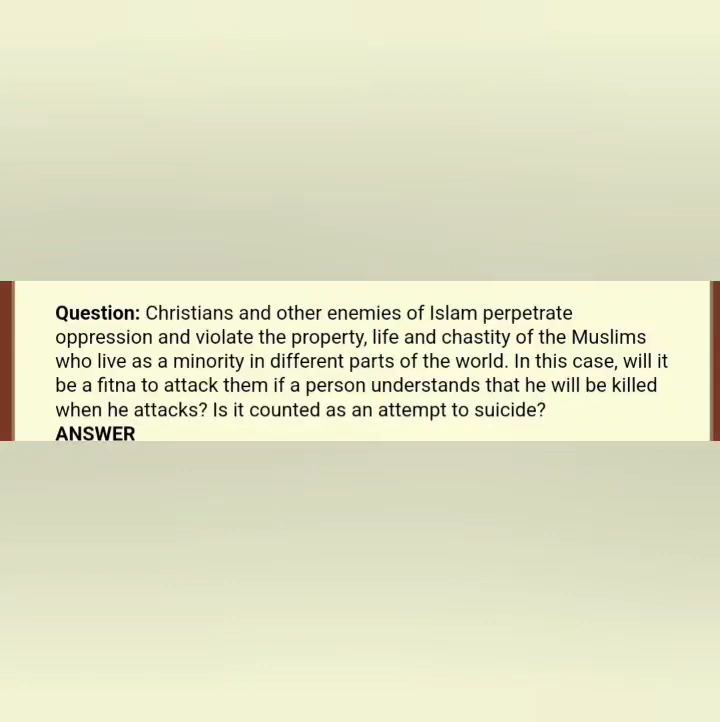 Question: Christians and other enemies of Islam perpetrate
oppression and violate the property, life and chastity of the Muslims
who live as a minority in different parts of the world. In this case, will it
be a fitna to attack them if a person understands that he will be killed
when he attacks? Is it counted as an attempt to suicide?
ANSWER